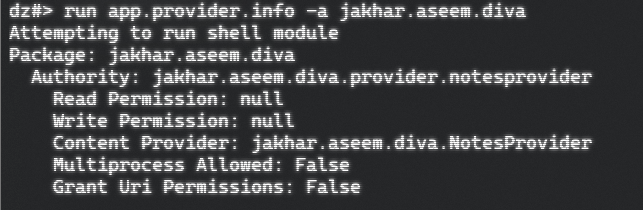 dz#> run app.provider.info -a jakhar.aseem.diva
Attempting to run shell module
Package: jakhar.aseem.diva
  Authority: jakhar.aseem.diva.provider.notesprovider
    Read Permission: null
    Write Permission: null
    Content Provider: jakhar.aseem.diva.NotesProvider
    Multiprocess Allowed: False
    Grant Uri Permissions: False